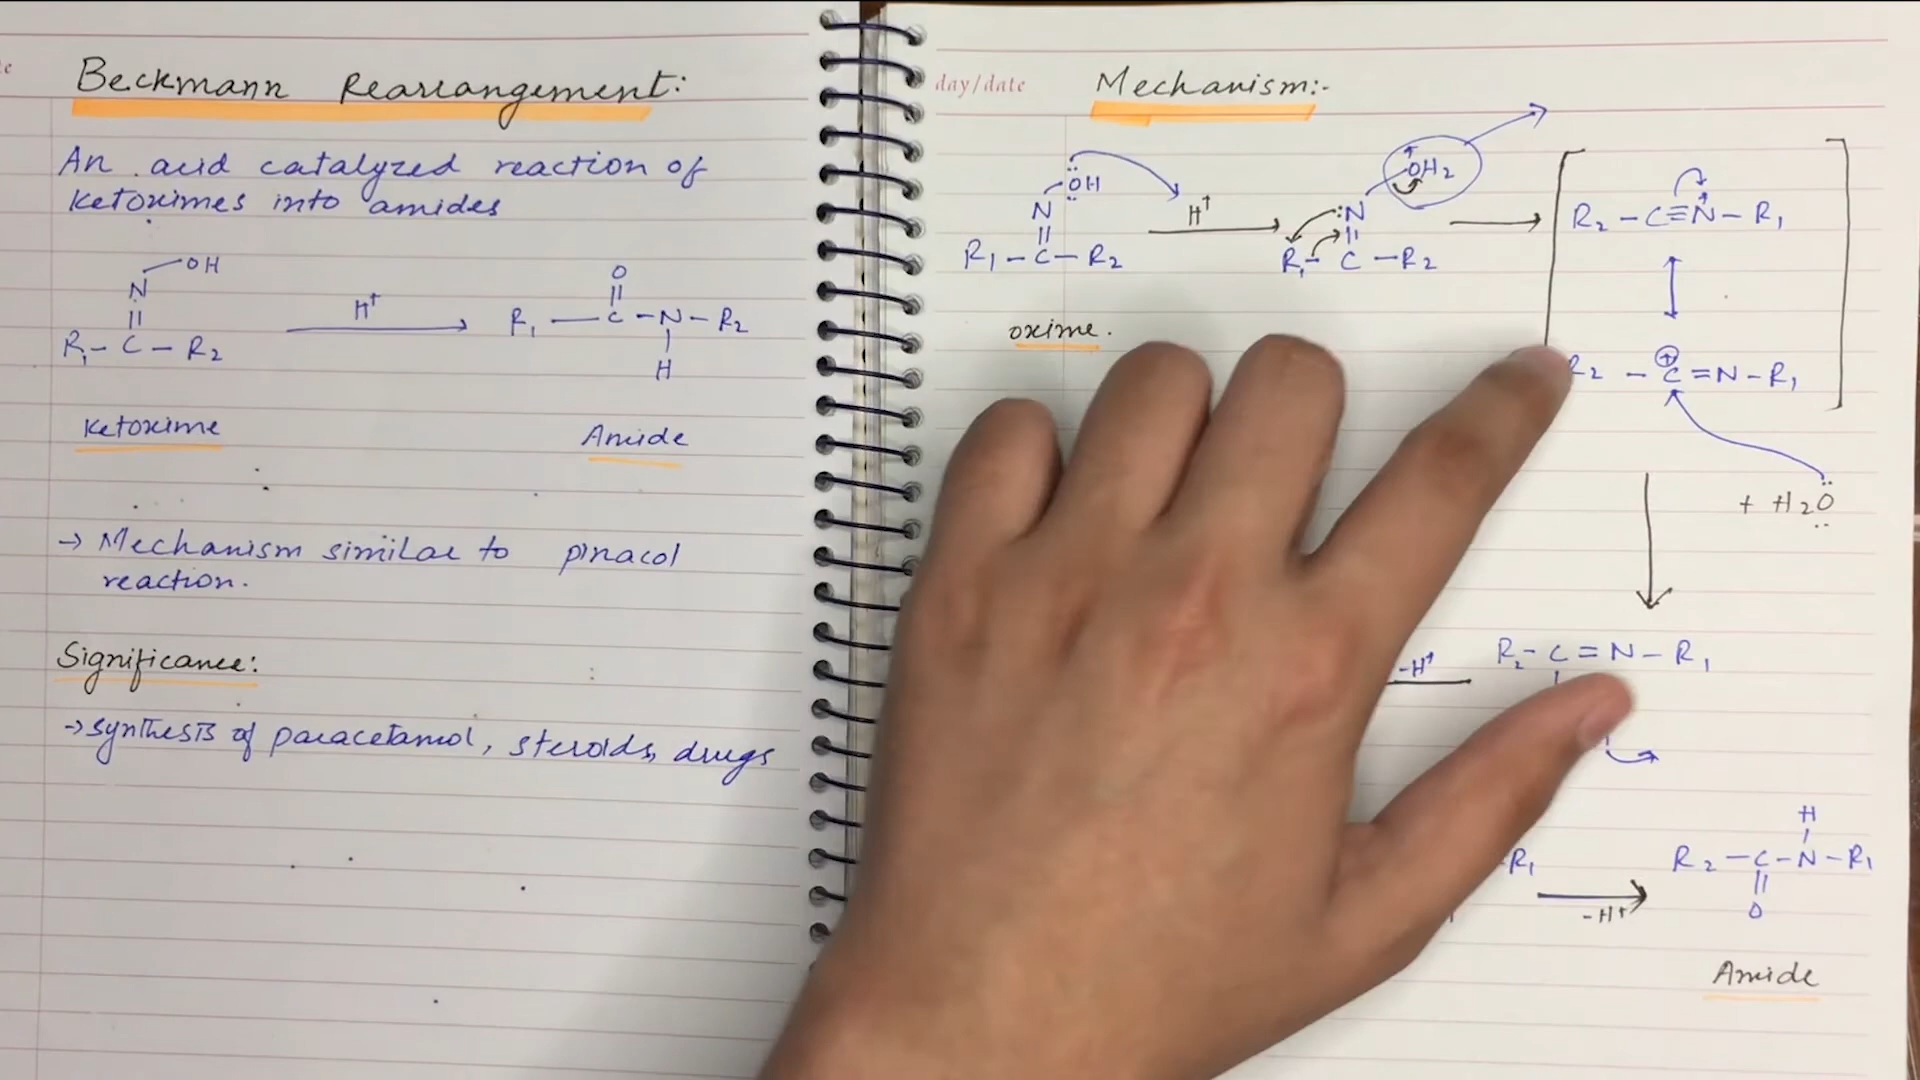 Beckmann Rearrangement:
An acid catalyzed reaction of
ketoximes into amides
OH
N
||
R1 - C - R2
H+
O
||
R1 — C - N - R2
|
H
Ketoxime
Amide
→ Mechanism similar to pinacol
reaction.
Significance:
→ synthesis of paracetamol, steroids, drugs
day/date
Mechanism:-
ÖH
N
||
R1 - C - R2
H+
OH2
:N
||
R1 - C - R2
oxime.
R2 - C ≡ N - R1
R2 - C = N - R1
+ H2O
R2 - C = N - R1
-H+
R1
-H+
H
|
R2 - C - N - R1
||
O
Amide